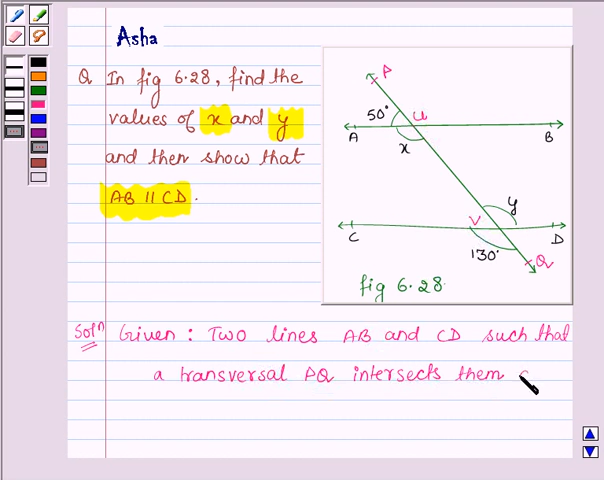 Asha
Q In fig 6.28, find the
values of x and y
and then show that
AB || CD.
P
50° U
A B
x
y
V
C D
130°
Q
fig 6.28
Soln Given : Two lines AB and CD such that
a transversal PQ intersects them